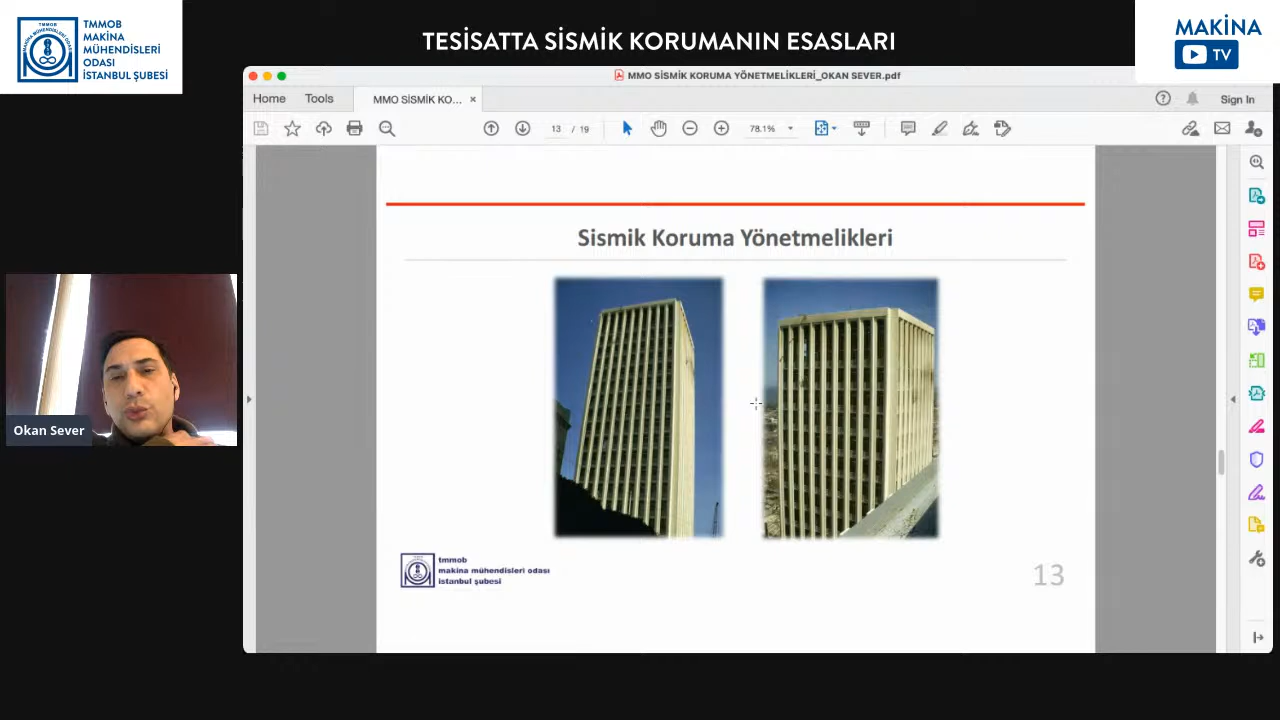 TMMOB
MAKİNA
MÜHENDİSLERİ
ODASI
İSTANBUL ŞUBESİ
TESİSATTA SİSMİK KORUMANIN ESASLARI
MAKİNA
TV
MMO SİSMİK KORUMA YÖNETMELİKLERİ_OKAN SEVER.pdf
Home Tools MMO SİSMİK KO... × Sign In
13 / 19 78.1%
Sismik Koruma Yönetmelikleri
Okan Sever
tmmob
makina mühendisleri odası
istanbul şubesi
13